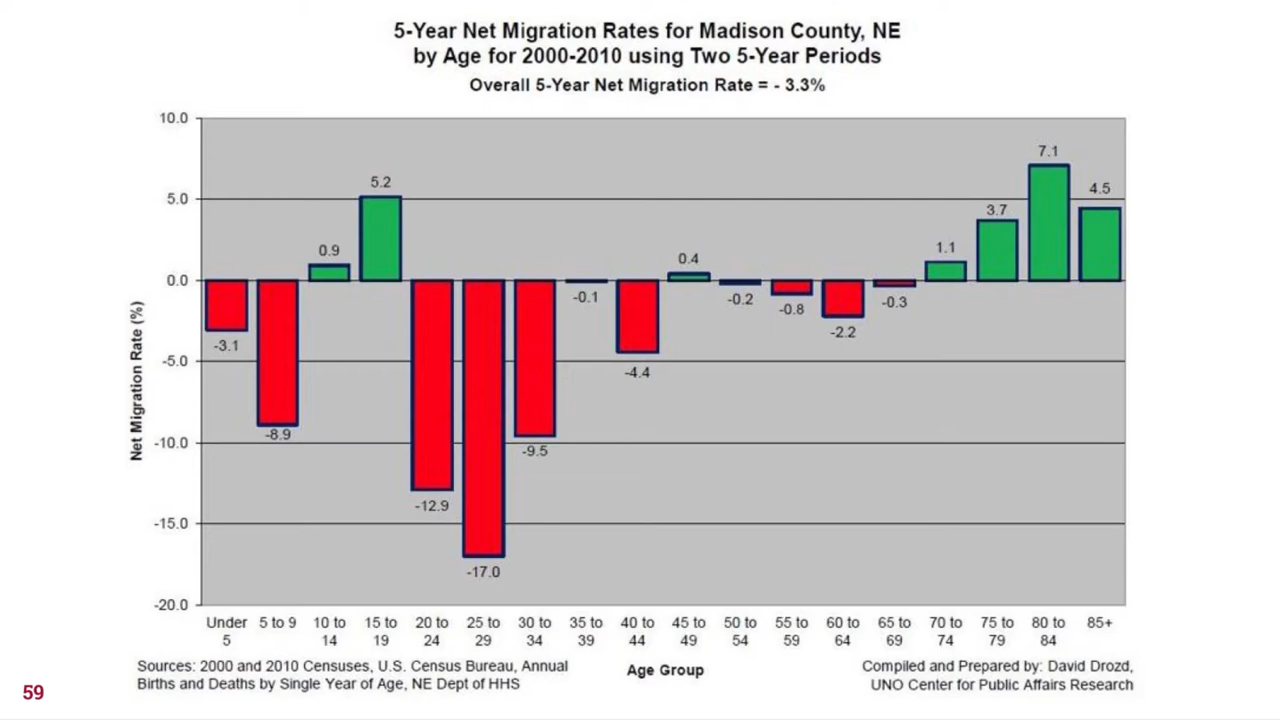 5-Year Net Migration Rates for Madison County, NE
by Age for 2000-2010 using Two 5-Year Periods
Overall 5-Year Net Migration Rate = - 3.3%
10.0
5.0
0.0
-5.0
-10.0
-15.0
-20.0
Net Migration Rate (%)
-3.1
-8.9
0.9
5.2
-12.9
-17.0
-9.5
-0.1
-4.4
0.4
-0.2
-0.8
-2.2
-0.3
1.1
3.7
7.1
4.5
Under
5
5 to 9
10 to
14
15 to
19
20 to
24
25 to
29
30 to
34
35 to
39
40 to
44
45 to
49
50 to
54
55 to
59
60 to
64
65 to
69
70 to
74
75 to
79
80 to
84
85+
Age Group
Sources: 2000 and 2010 Censuses, U.S. Census Bureau, Annual
Births and Deaths by Single Year of Age, NE Dept of HHS
Compiled and Prepared by: David Drozd,
UNO Center for Public Affairs Research
59